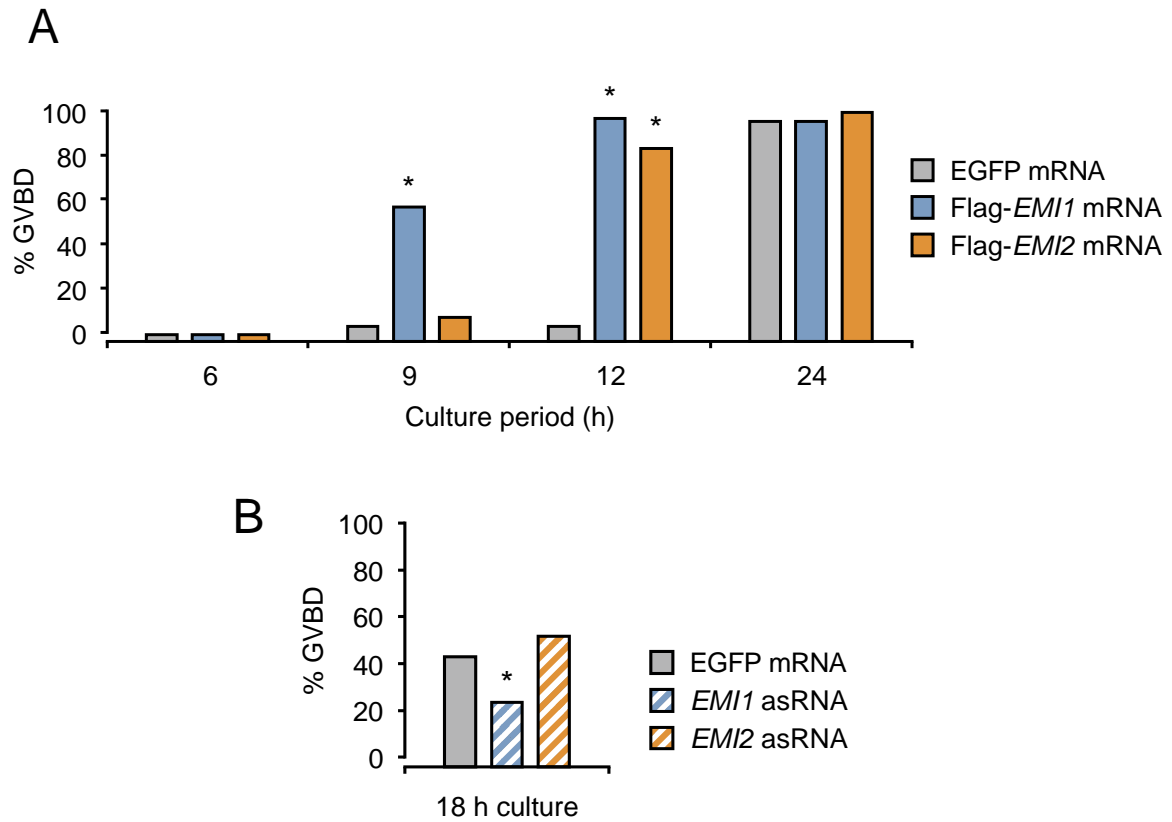 A
% GVBD
100
80
60
40
20
0
*
*
*
6 9 12 24
Culture period (h)
EGFP mRNA
Flag-EMI1 mRNA
Flag-EMI2 mRNA
B
% GVBD
100
80
60
40
20
0
*
18 h culture
EGFP mRNA
EMI1 asRNA
EMI2 asRNA